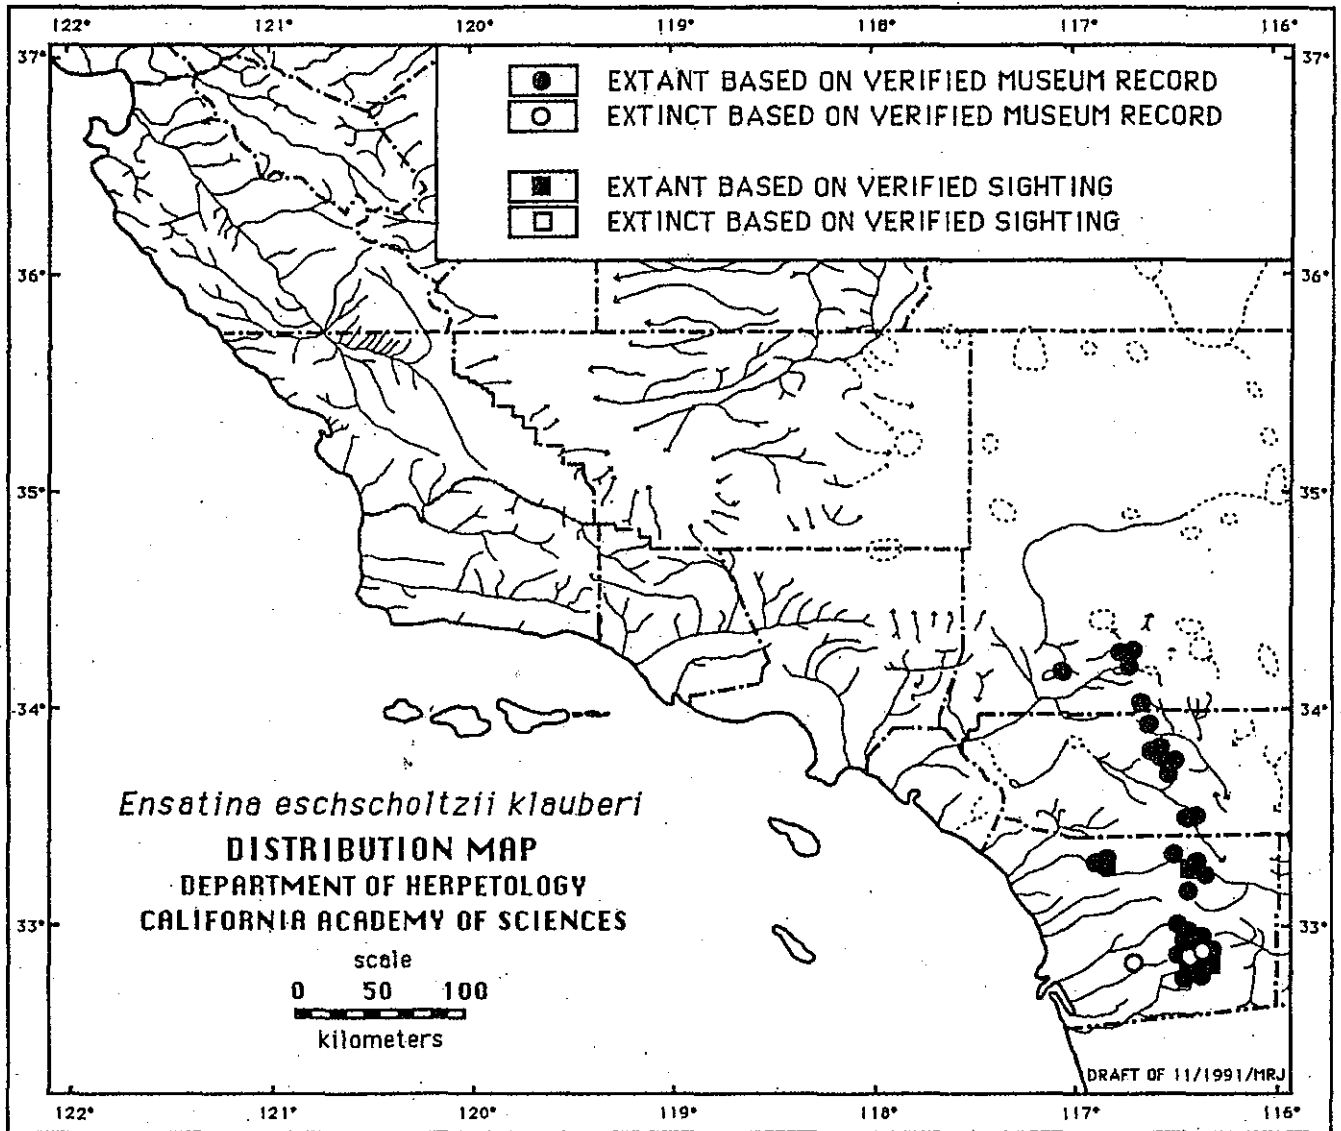 122° 121° 120° 119° 118° 117° 116°
37° 37°
EXTANT BASED ON VERIFIED MUSEUM RECORD
EXTINCT BASED ON VERIFIED MUSEUM RECORD
EXTANT BASED ON VERIFIED SIGHTING
EXTINCT BASED ON VERIFIED SIGHTING
36° 36°
35° 35°
34° 34°
Ensatina eschscholtzii klauberi
DISTRIBUTION MAP
DEPARTMENT OF HERPETOLOGY
CALIFORNIA ACADEMY OF SCIENCES
33° 33°
scale
0 50 100
kilometers
DRAFT OF 11/1991/MRJ
122° 121° 120° 119° 118° 117° 116°